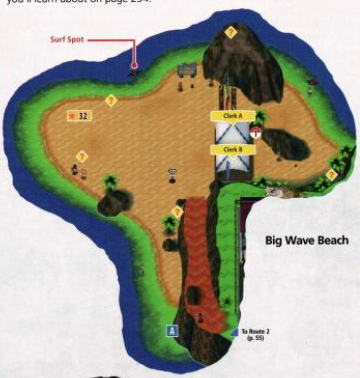 you'll learn about on page 234.
Surf Spot
?
Clerk A
?
32
Clerk B
?
?
?
Big Wave Beach
A
To Route 2
(p. 55)